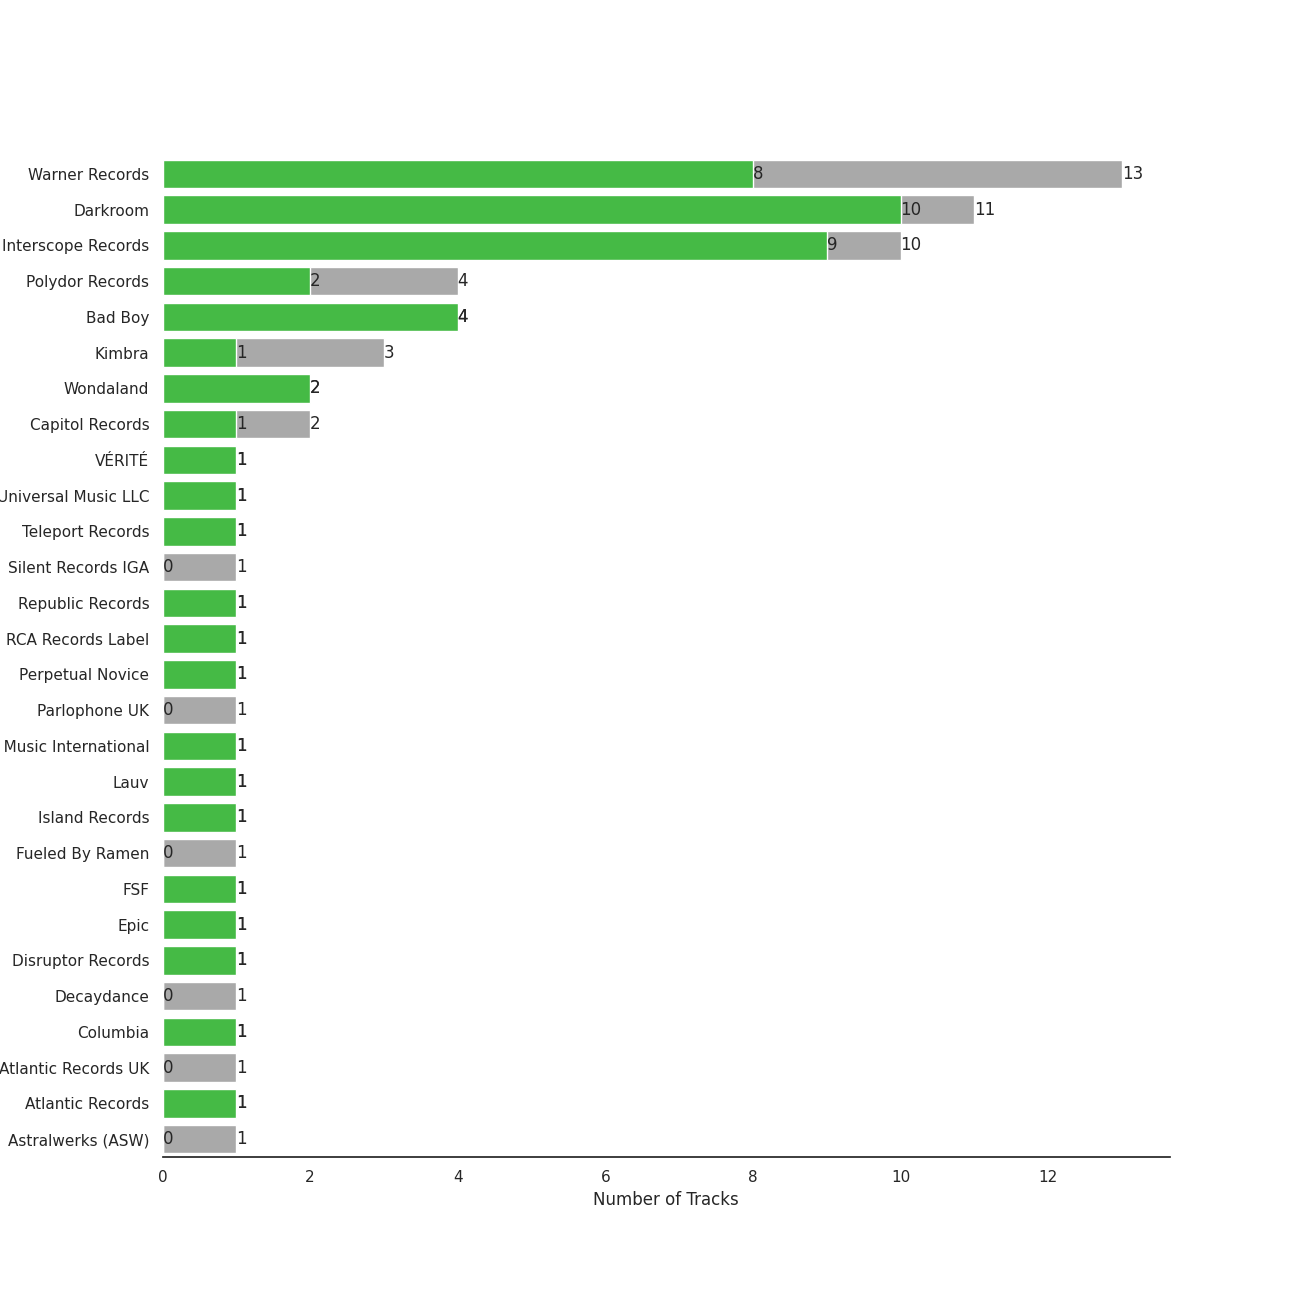 Warner Records 8 13
Darkroom 10 11
Interscope Records 9 10
Polydor Records 2 4
Bad Boy 4
Kimbra 1 3
Wondaland 2
Capitol Records 1 2
VÉRITÉ 1
Universal Music LLC 1
Teleport Records 1
Silent Records IGA 0 1
Republic Records 1
RCA Records Label 1
Perpetual Novice 1
Parlophone UK 0 1
Music International 1
Lauv 1
Island Records 1
Fueled By Ramen 0 1
FSF 1
Epic 1
Disruptor Records 1
Decaydance 0 1
Columbia 1
Atlantic Records UK 0 1
Atlantic Records 1
Astralwerks (ASW) 0 1
0 2 4 6 8 10 12
Number of Tracks